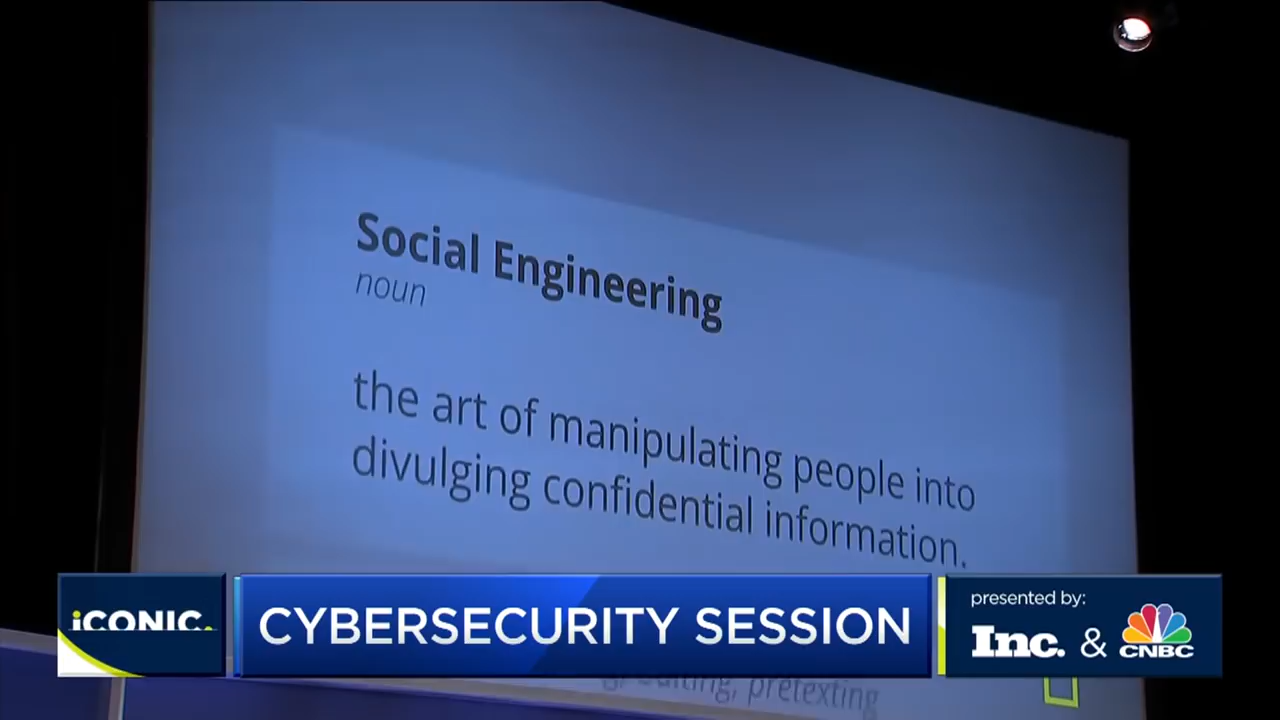 Social Engineering
noun
the art of manipulating people into
divulging confidential information.
iCONIC.
CYBERSECURITY SESSION
presented by:
Inc. & CNBC
pretexting